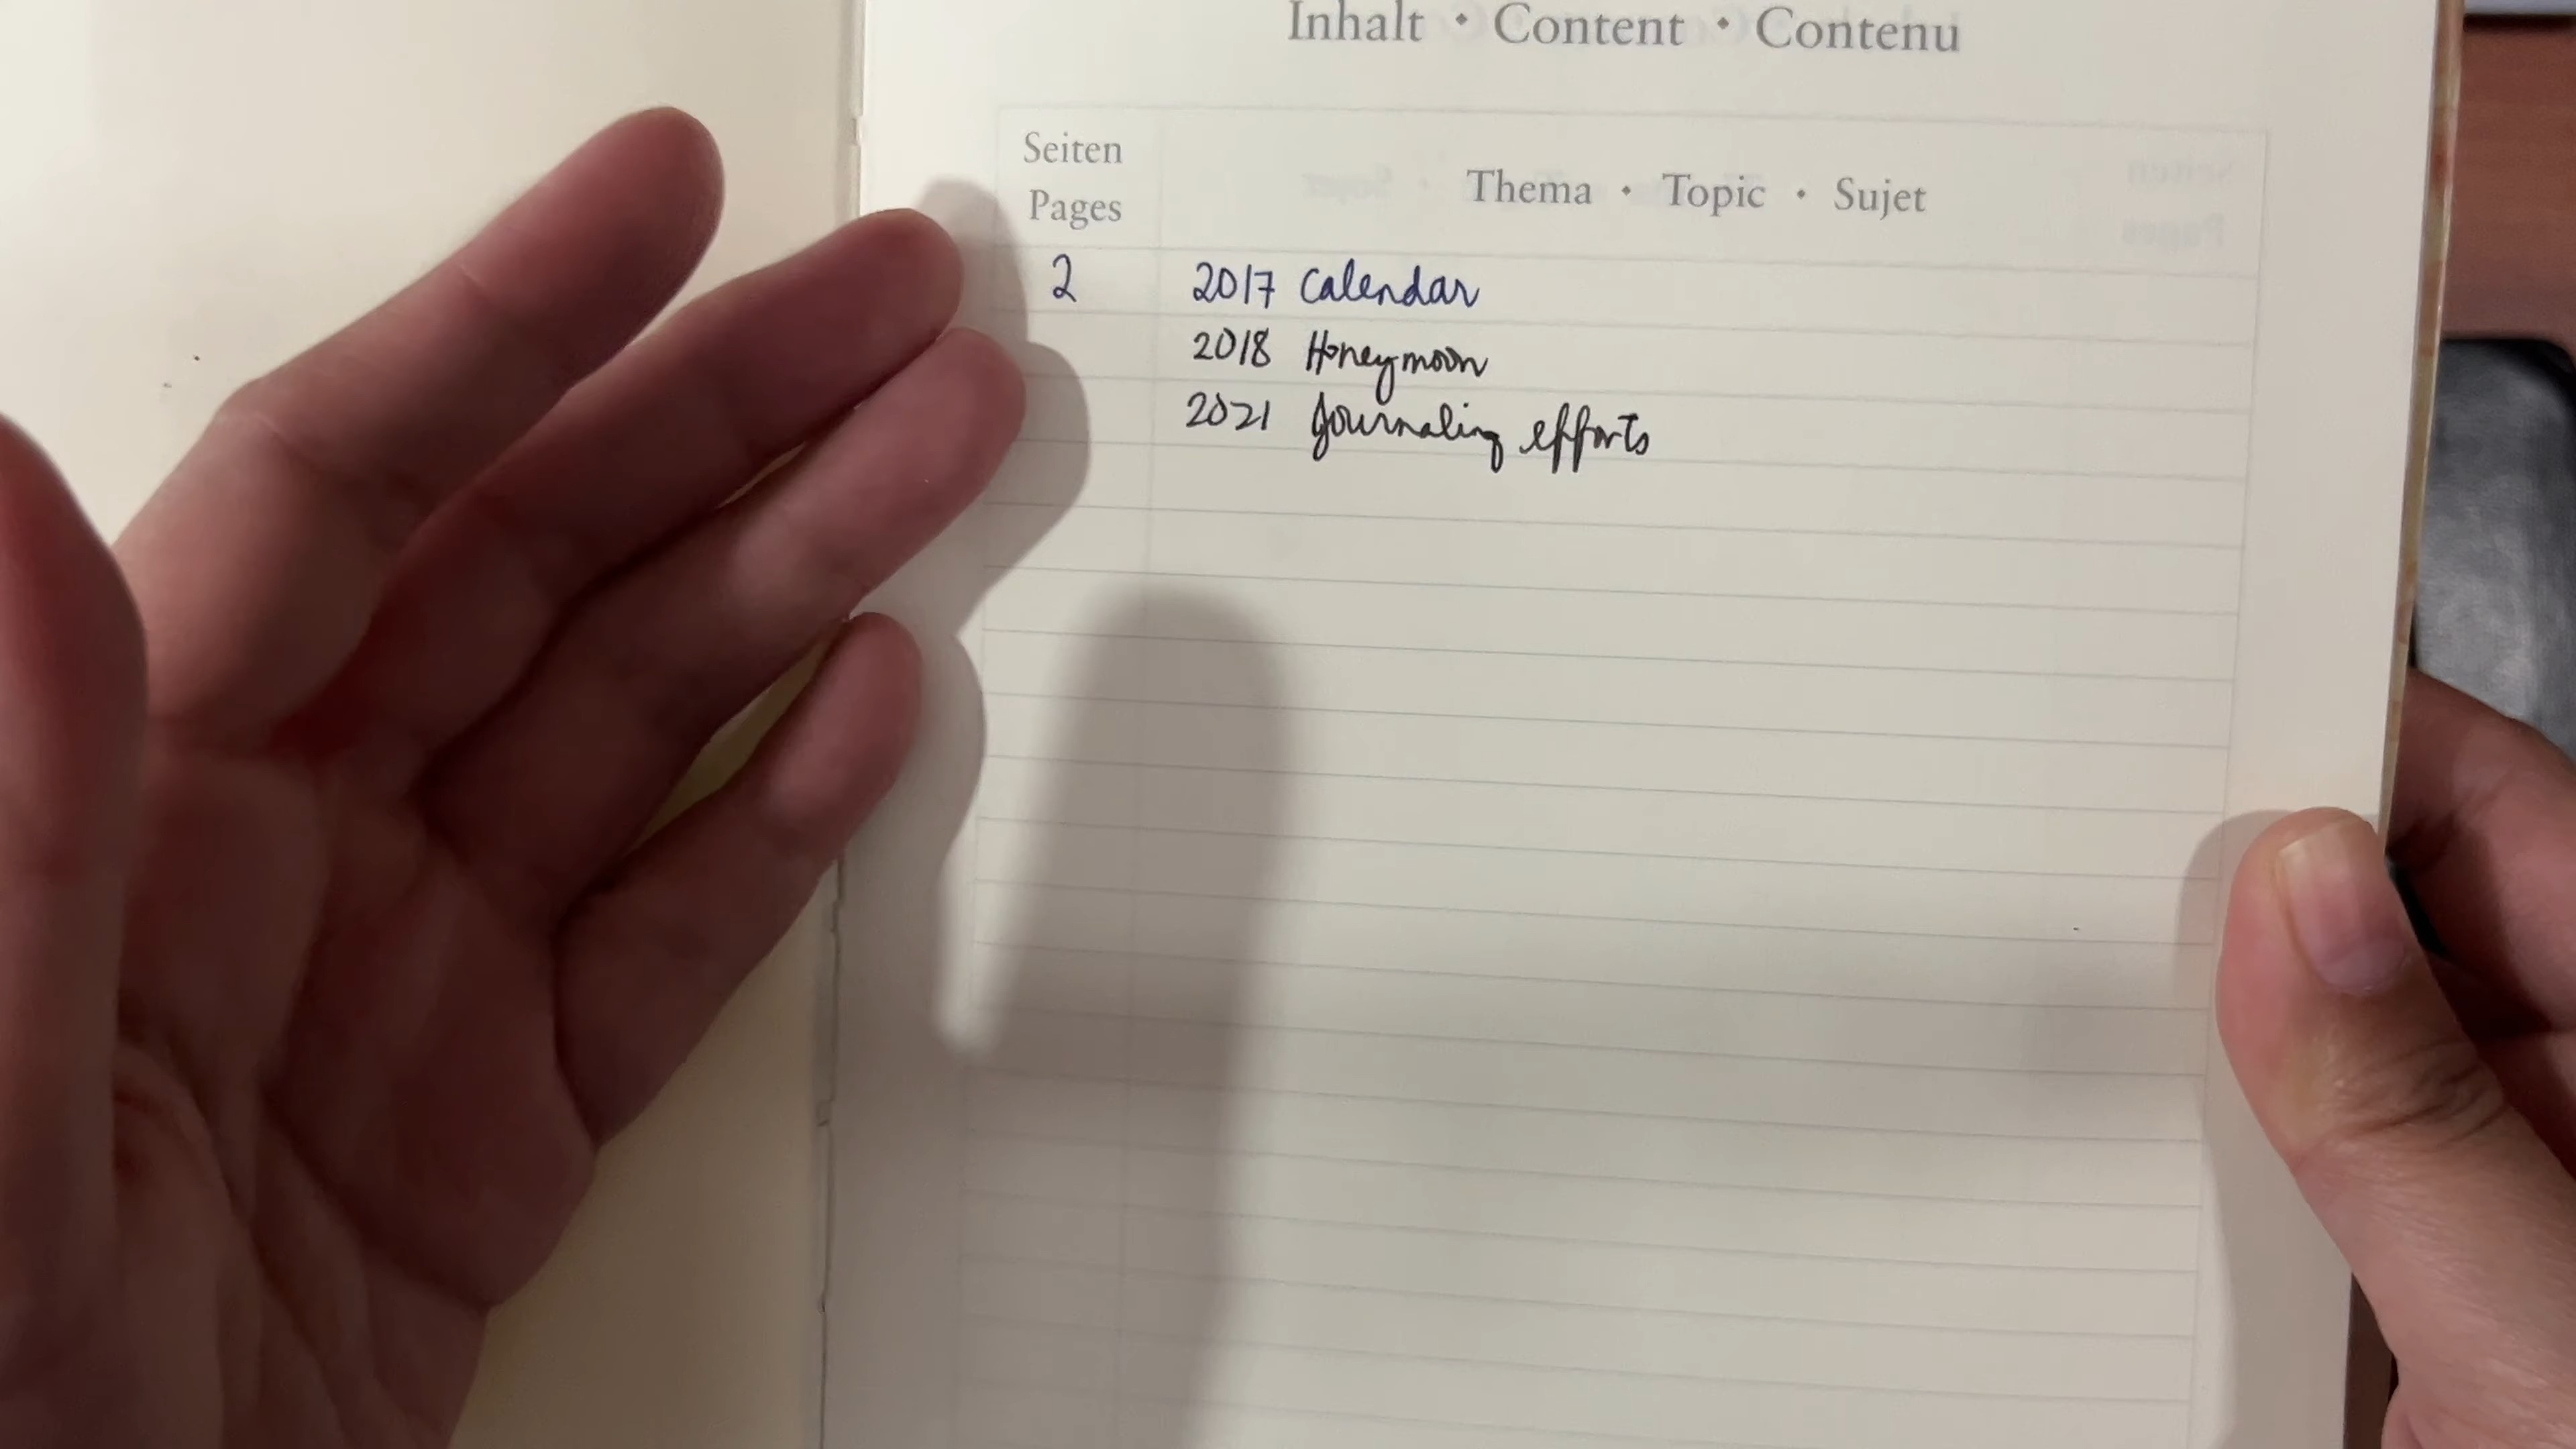 Inhalt • Content • Contenu
Seiten
Pages
Thema • Topic • Sujet
2 2017 Calendar
2018 Honeymoon
2021 Journaling efforts